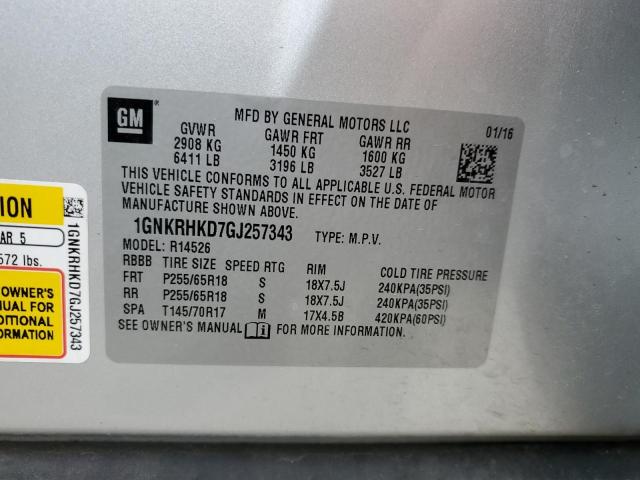 GM
MFD BY GENERAL MOTORS LLC
01/16
GVWR GAWR FRT GAWR RR
2908 KG 1450 KG 1600 KG
6411 LB 3196 LB 3527 LB
THIS VEHICLE CONFORMS TO ALL APPLICABLE U.S. FEDERAL MOTOR
VEHICLE SAFETY STANDARDS IN EFFECT ON THE DATE OF
MANUFACTURE SHOWN ABOVE.
1GNKRHKD7GJ257343 TYPE: M.P.V.
MODEL: R14526
RBBB TIRE SIZE SPEED RTG RIM COLD TIRE PRESSURE
FRT P255/65R18 S 18X7.5J 240KPA(35PSI)
RR P255/65R18 S 18X7.5J 240KPA(35PSI)
SPA T145/70R17 M 17X4.5B 420KPA(60PSI)
SEE OWNER'S MANUAL FOR MORE INFORMATION.
ION
AR 5
572 lbs.
OWNER'S
UAL FOR
DITIONAL
ORMATION
1GNKRHKD7GJ257343